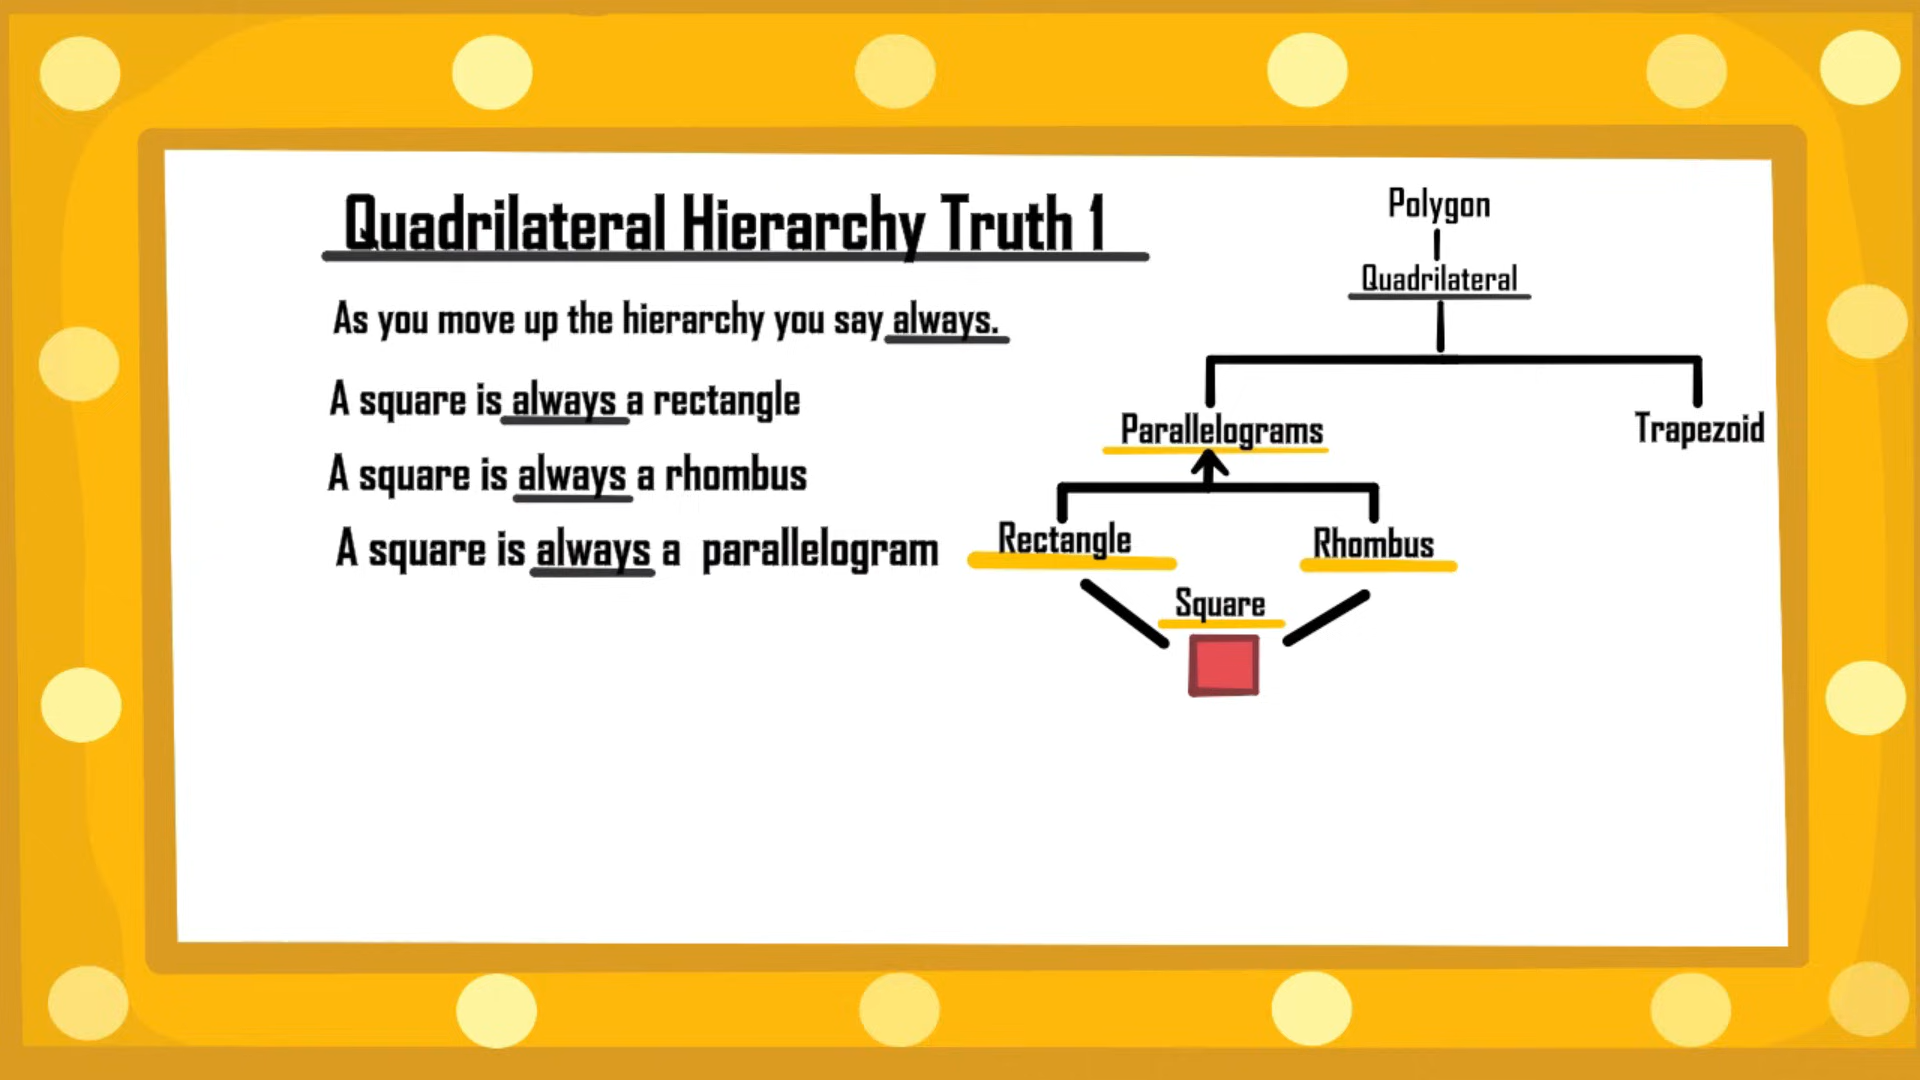 Quadrilateral Hierarchy Truth 1
As you move up the hierarchy you say always.
A square is always a rectangle
A square is always a rhombus
A square is always a parallelogram
Polygon
Quadrilateral
Parallelograms
Trapezoid
Rectangle
Rhombus
Square